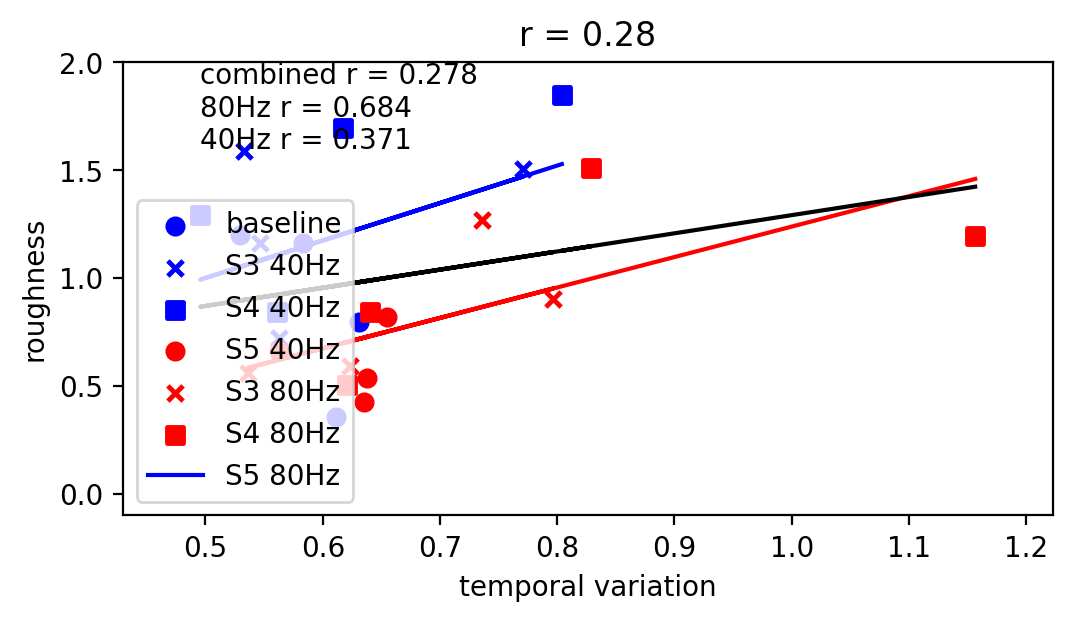 r = 0.28
combined r = 0.278
80Hz r = 0.684
40Hz r = 0.371
baseline
S3 40Hz
S4 40Hz
S5 40Hz
S3 80Hz
S4 80Hz
S5 80Hz
roughness
2.0
1.5
1.0
0.5
0.0
0.5 0.6 0.7 0.8 0.9 1.0 1.1 1.2
temporal variation